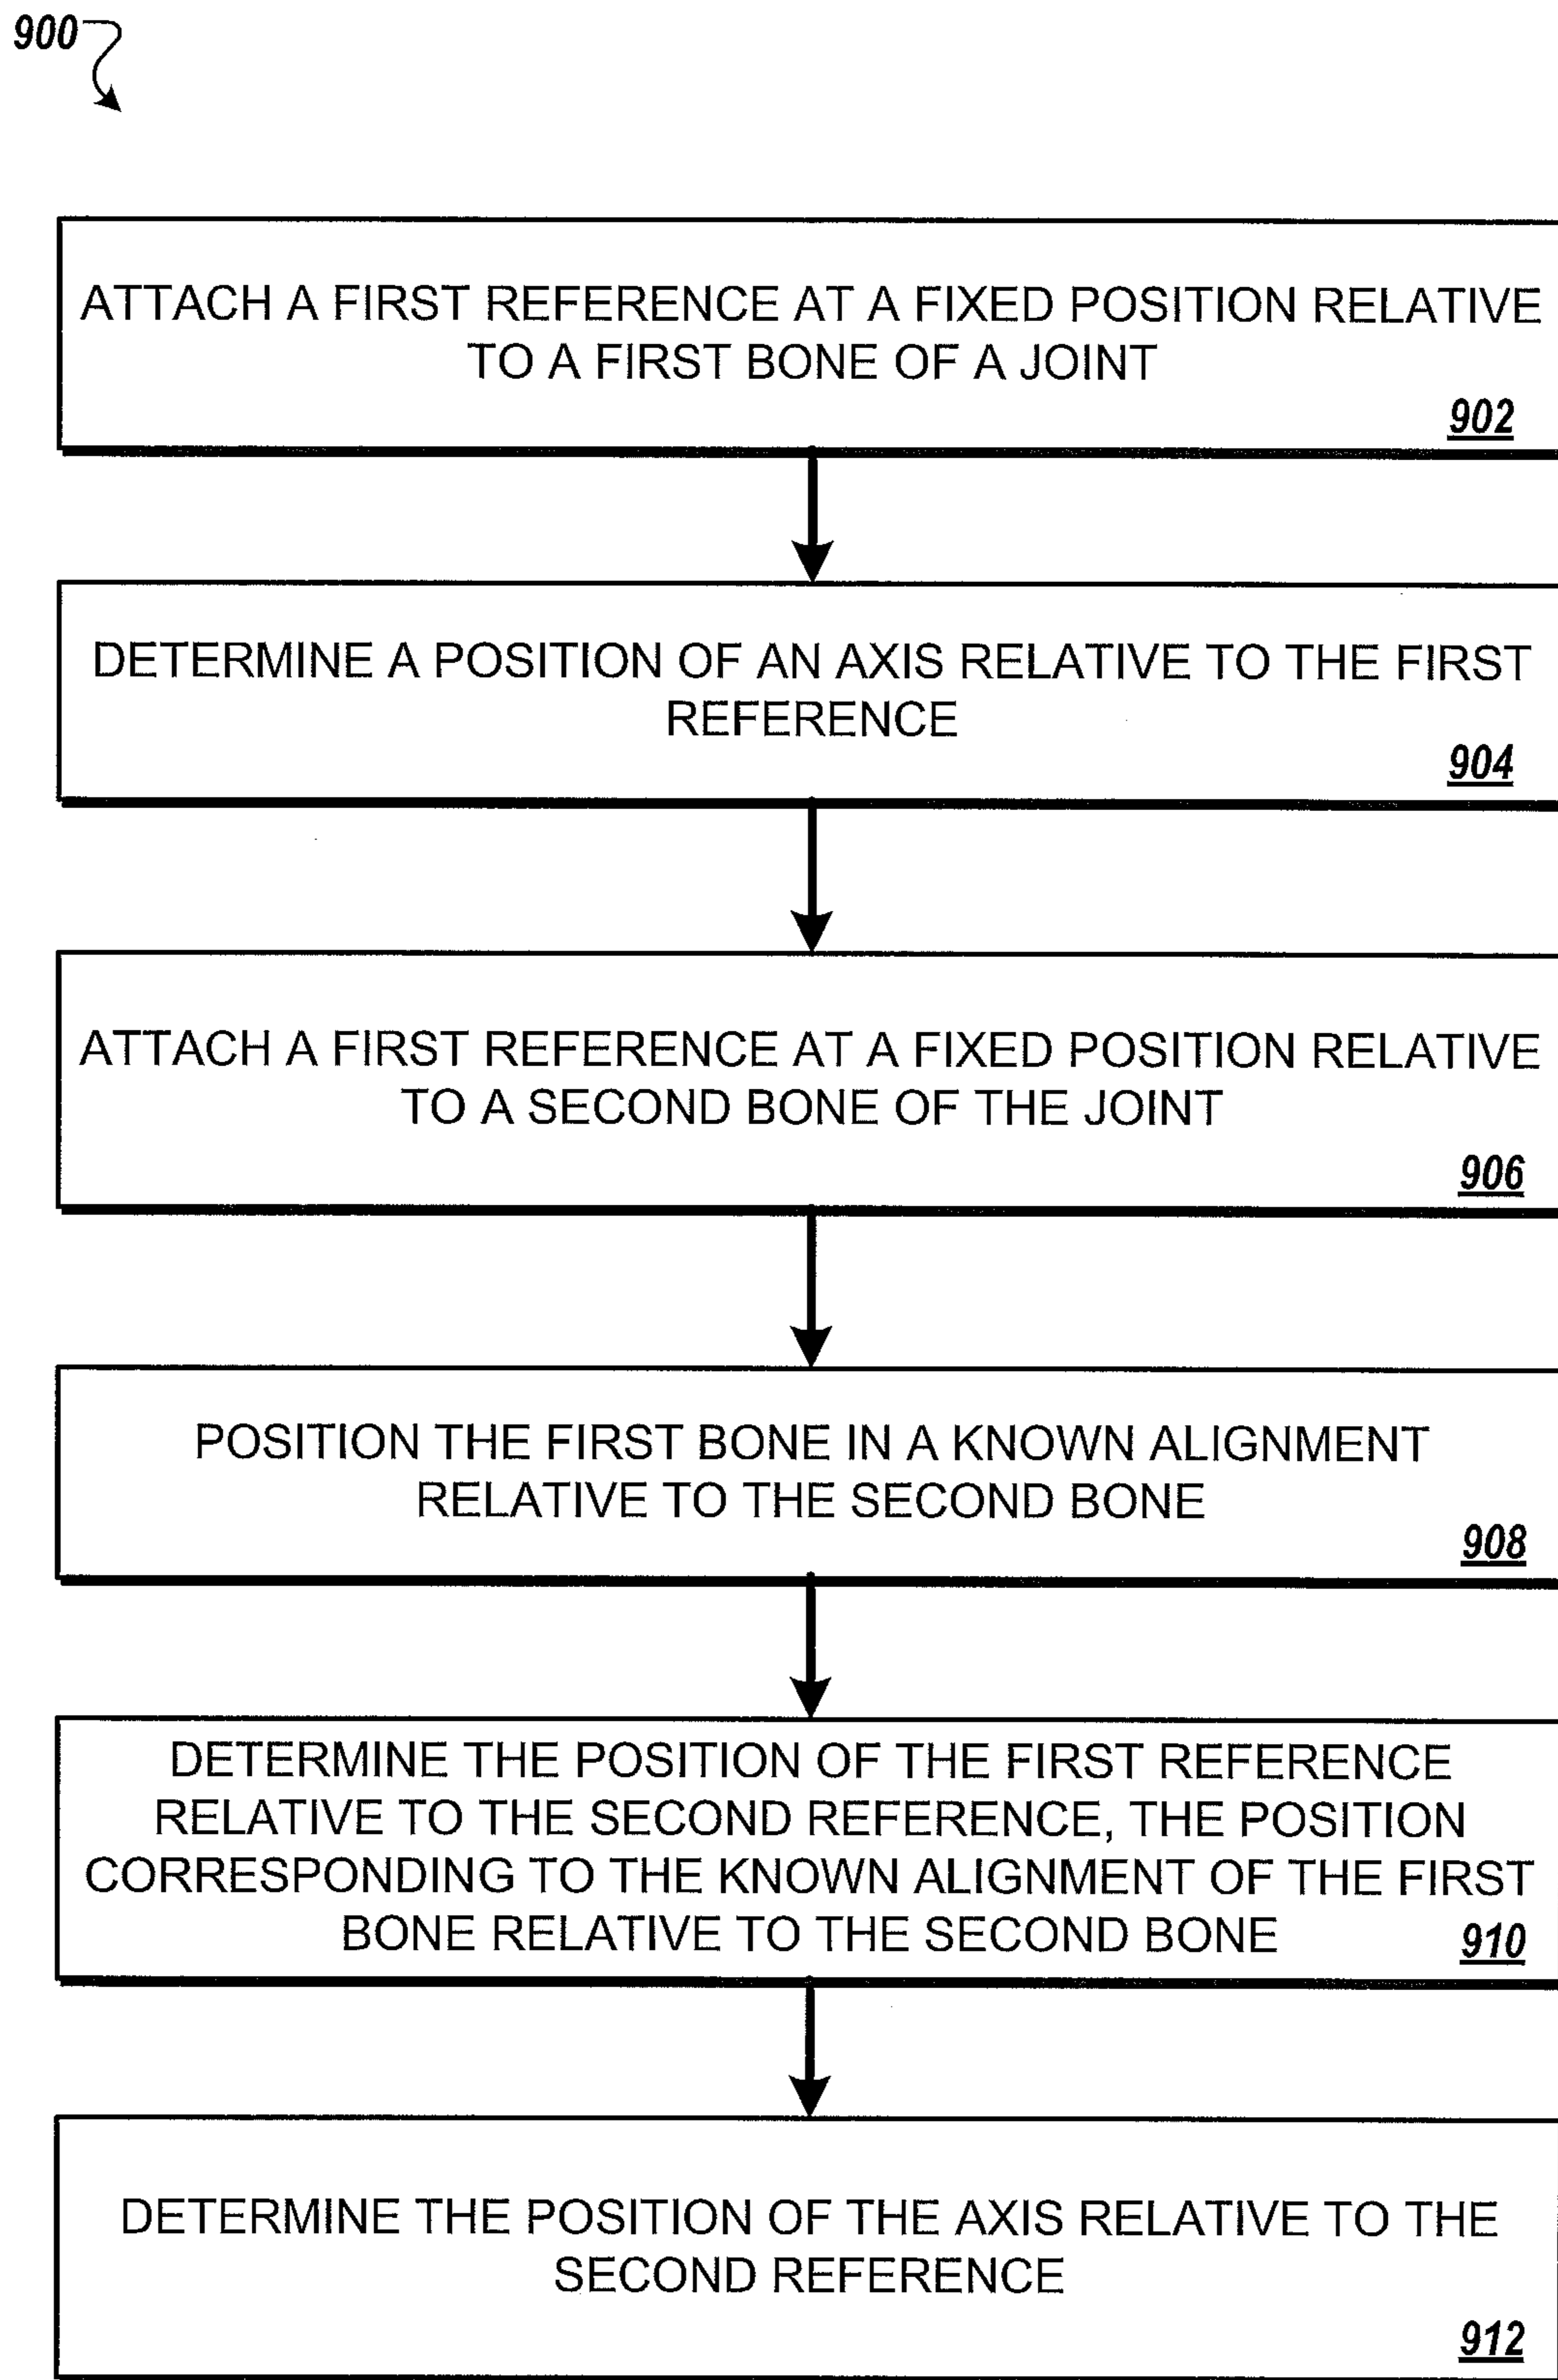 900
ATTACH A FIRST REFERENCE AT A FIXED POSITION RELATIVE
TO A FIRST BONE OF A JOINT
902
DETERMINE A POSITION OF AN AXIS RELATIVE TO THE FIRST
REFERENCE
904
ATTACH A FIRST REFERENCE AT A FIXED POSITION RELATIVE
TO A SECOND BONE OF THE JOINT
906
POSITION THE FIRST BONE IN A KNOWN ALIGNMENT
RELATIVE TO THE SECOND BONE
908
DETERMINE THE POSITION OF THE FIRST REFERENCE
RELATIVE TO THE SECOND REFERENCE, THE POSITION
CORRESPONDING TO THE KNOWN ALIGNMENT OF THE FIRST
BONE RELATIVE TO THE SECOND BONE
910
DETERMINE THE POSITION OF THE AXIS RELATIVE TO THE
SECOND REFERENCE
912